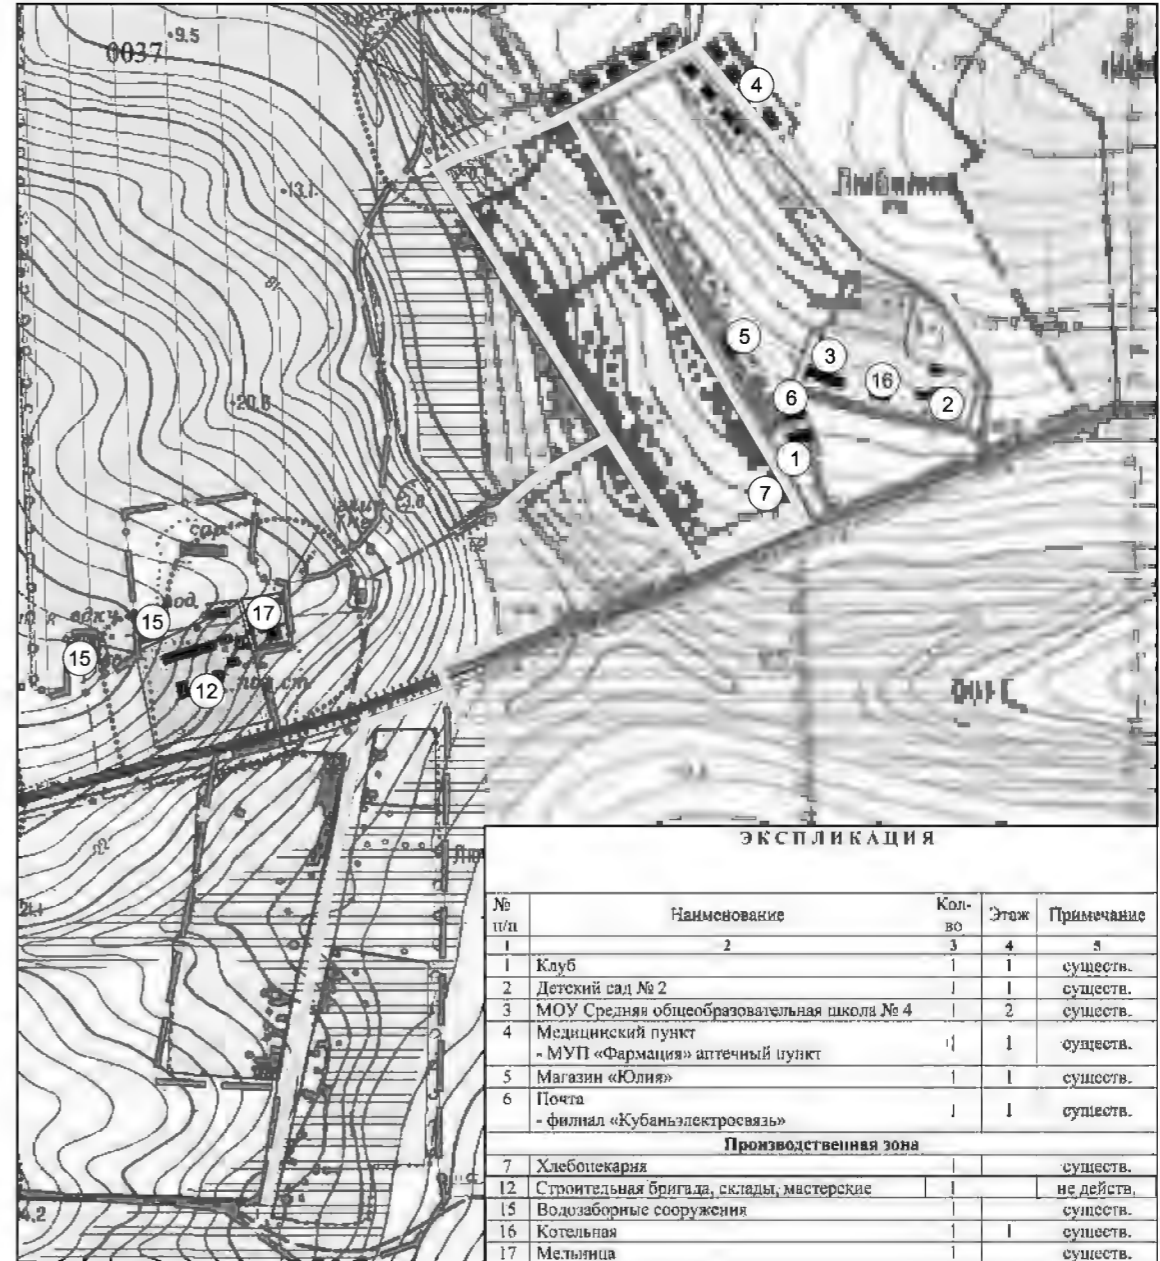 0037
9.5
13.1
20.8
4
5
3
16
6
2
1
7
сар.
15
вод.
17
15
12
ЭКСПЛИКАЦИЯ
№ п/п Наименование Кол-во Этаж Примечание
1 2 3 4 5
1 Клуб 1 1 существ.
2 Детский сад № 2 1 1 существ.
3 МОУ Средняя общеобразовательная школа № 4 1 2 существ.
4 Медицинский пункт
- МУП «Фармация» аптечный пункт 1 1 существ.
5 Магазин «Юлия» 1 1 существ.
6 Почта
- филиал «Кубаньэлектросвязь» 1 1 существ.
Производственная зона
7 Хлебопекарня 1 существ.
12 Строительная бригада, склады, мастерские 1 не действ.
15 Водозаборные сооружения 1 существ.
16 Котельная 1 1 существ.
17 Мельница 1 существ.